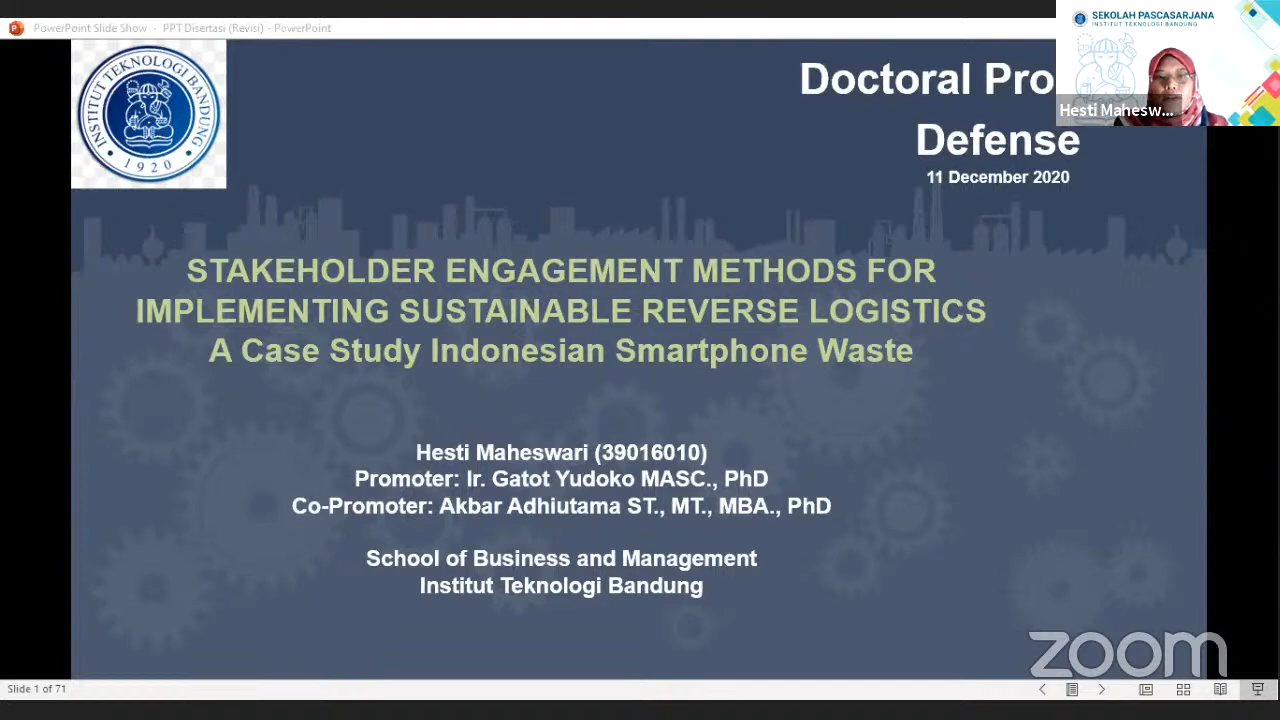 PowerPoint Slide Show - PPT Disertasi (Revisi) - PowerPoint
SEKOLAH PASCASARJANA
INSTITUT TEKNOLOGI BANDUNG
Hesti Mahesw...
INSTITUT TEKNOLOGI BANDUNG
1920
Doctoral Pro
Defense
11 December 2020
STAKEHOLDER ENGAGEMENT METHODS FOR
IMPLEMENTING SUSTAINABLE REVERSE LOGISTICS
A Case Study Indonesian Smartphone Waste
Hesti Maheswari (39016010)
Promoter: Ir. Gatot Yudoko MASC., PhD
Co-Promoter: Akbar Adhiutama ST., MT., MBA., PhD
School of Business and Management
Institut Teknologi Bandung
zoom
Slide 1 of 71